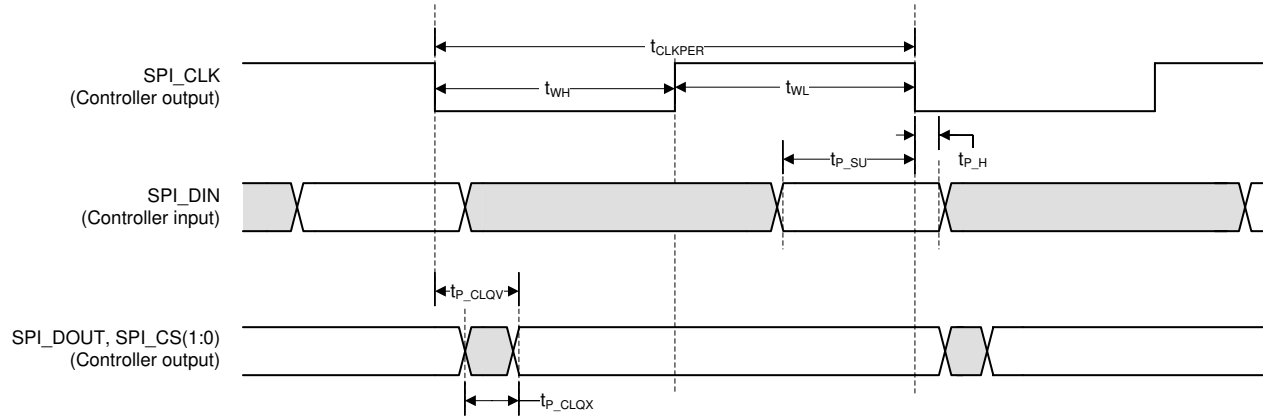 tCLKPER
SPI_CLK
(Controller output)
tWH
tWL
tP_SU
tP_H
SPI_DIN
(Controller input)
tP_CLQV
SPI_DOUT, SPI_CS(1:0)
(Controller output)
tP_CLQX